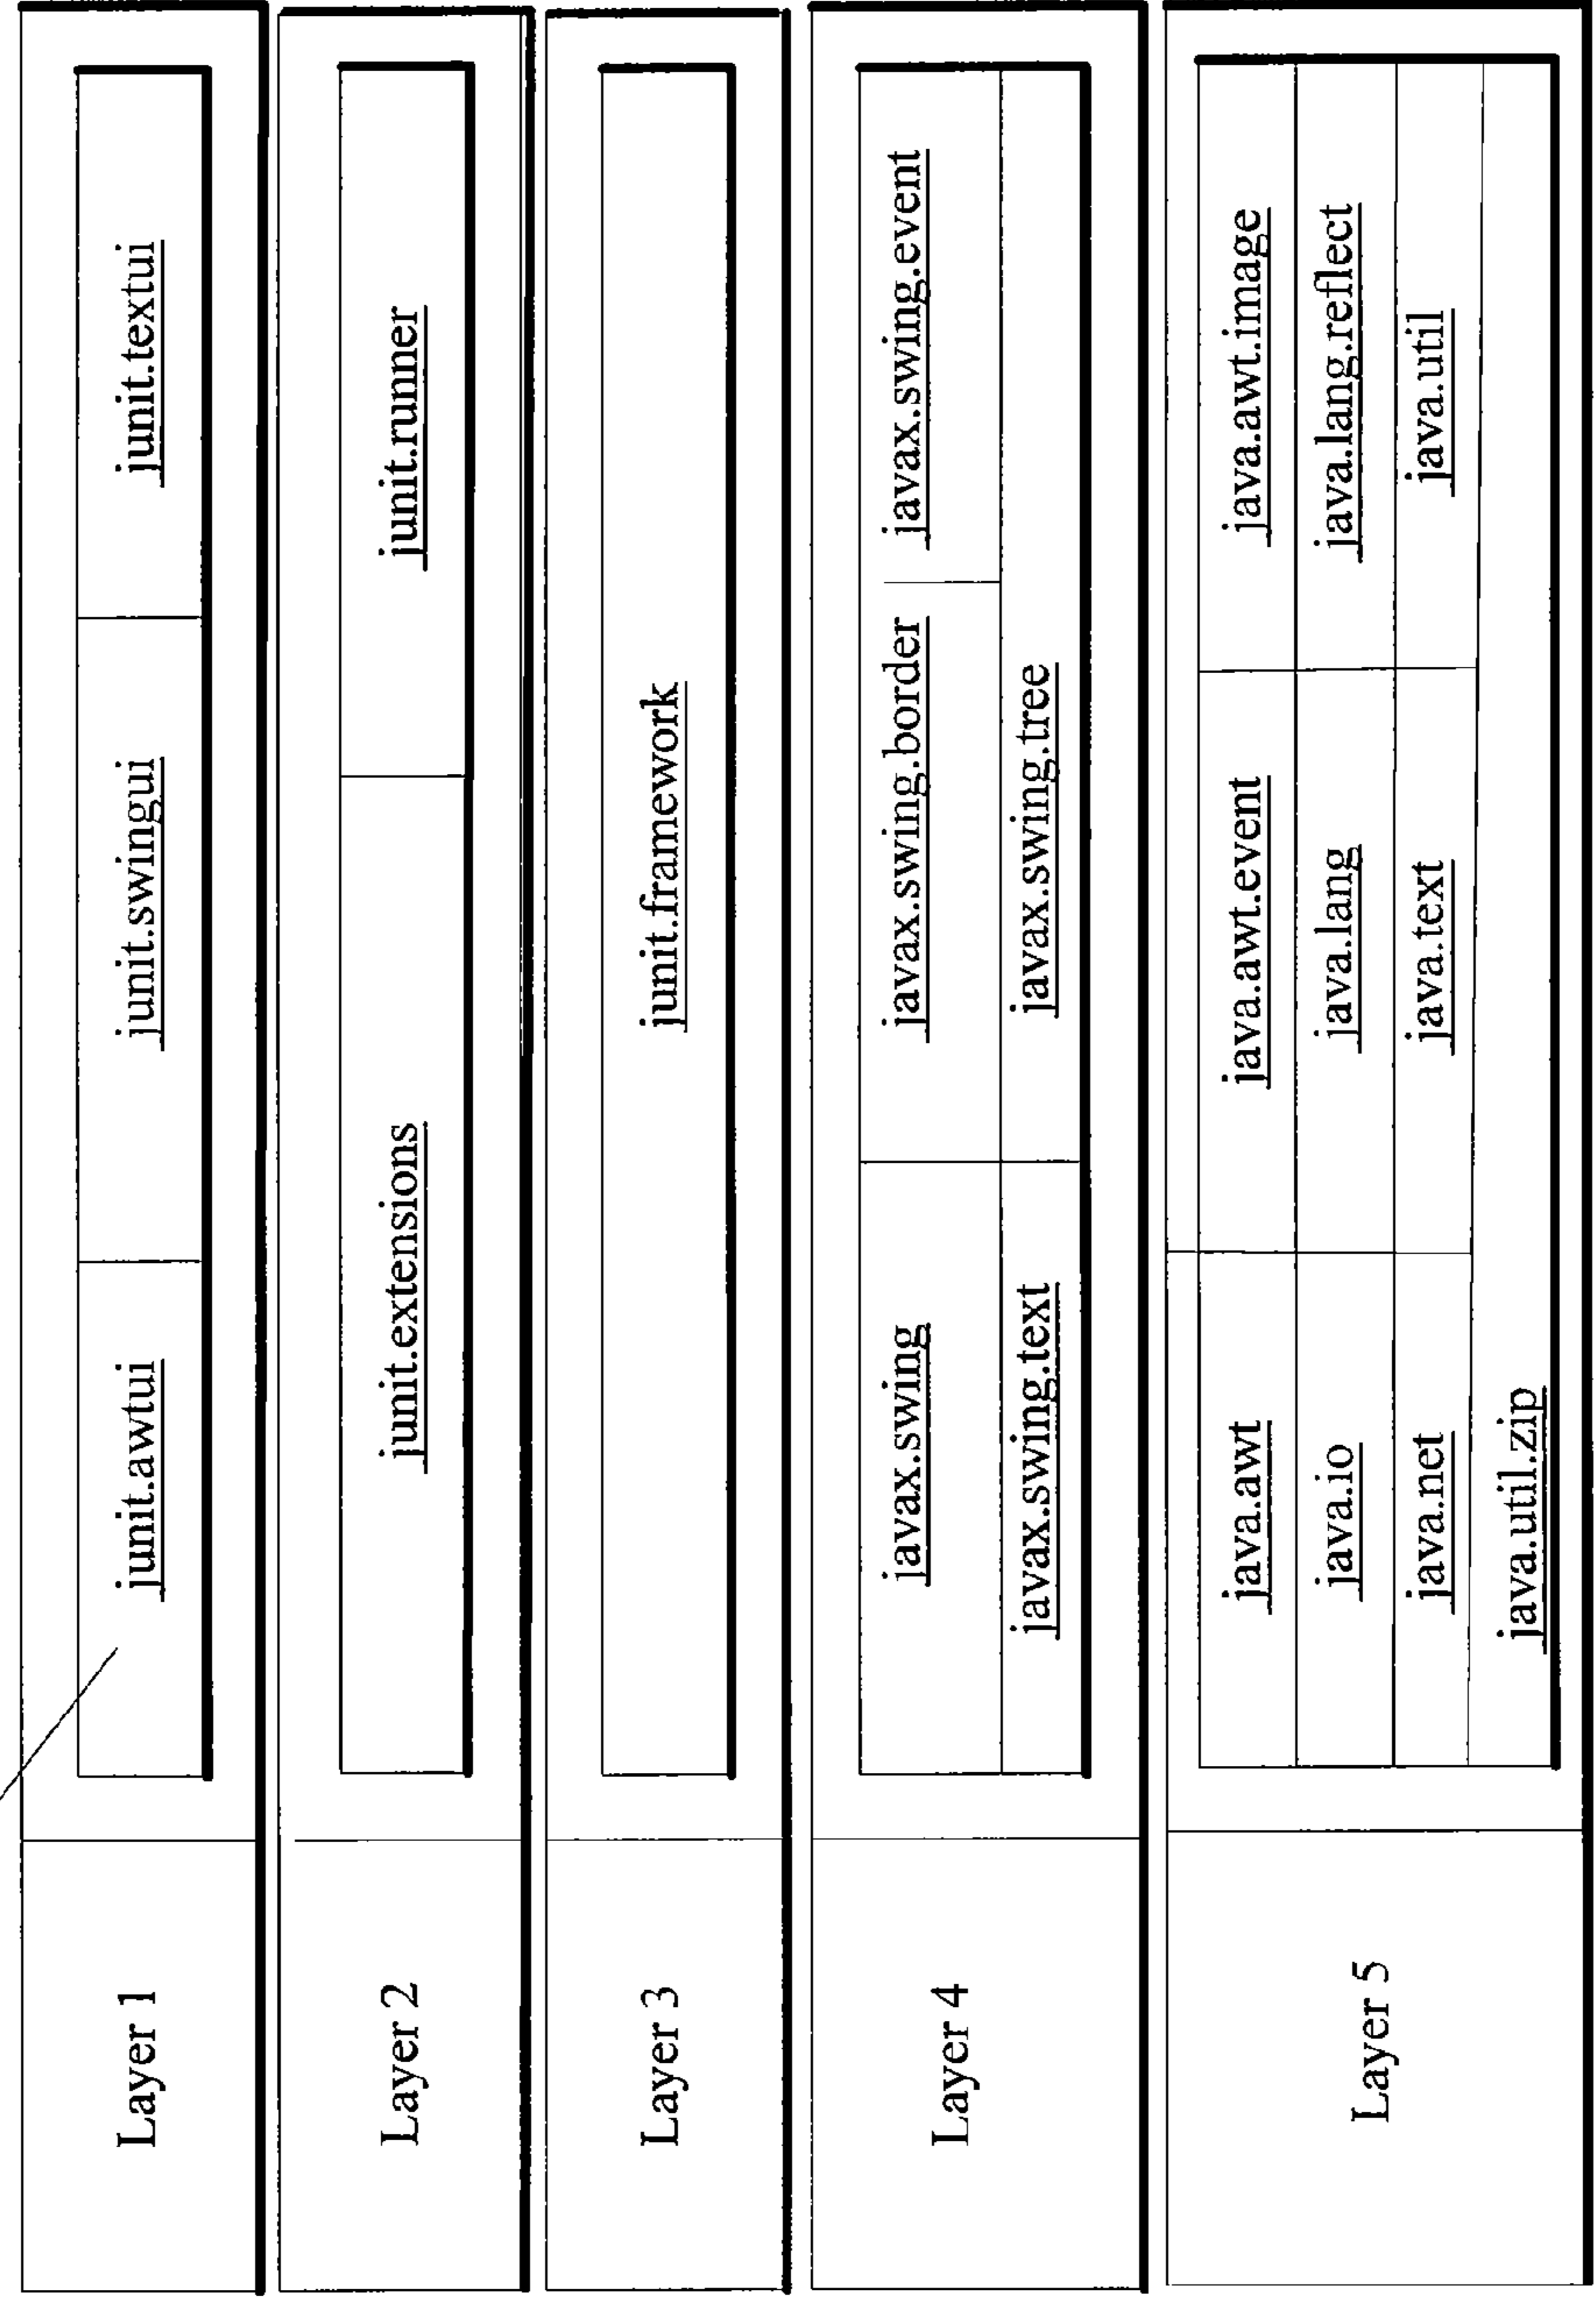 Layer 1
junit.awtui junit.swingui junit.textui
Layer 2
junit.extensions junit.runner
Layer 3
junit.framework
Layer 4
javax.swing javax.swing.border javax.swing.event
javax.swing.text javax.swing.tree
Layer 5
java.awt java.awt.event java.awt.image
java.io java.lang java.lang.reflect
java.net java.text java.util
java.util.zip